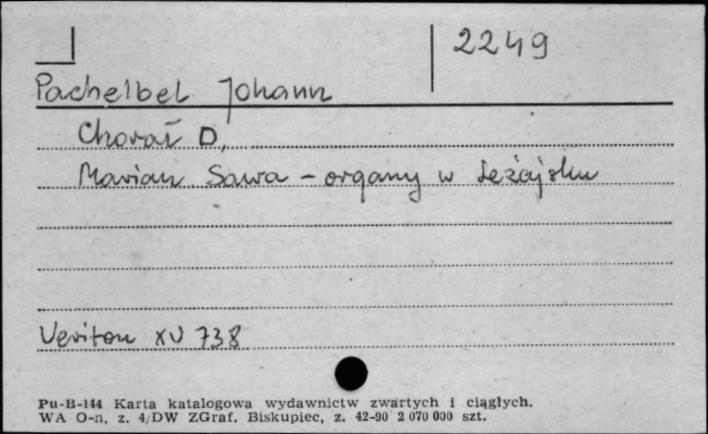 2249
Pachelbel Johann
Chorał D,
Marian Sawa – organy w Leżajsku
Veriton XV 738
Pu-B-144 Karta katalogowa wydawnictw zwartych i ciągłych.
WA O-n, z. 4/DW ZGraf. Biskupiec, z. 42-90 2 070 000 szt.